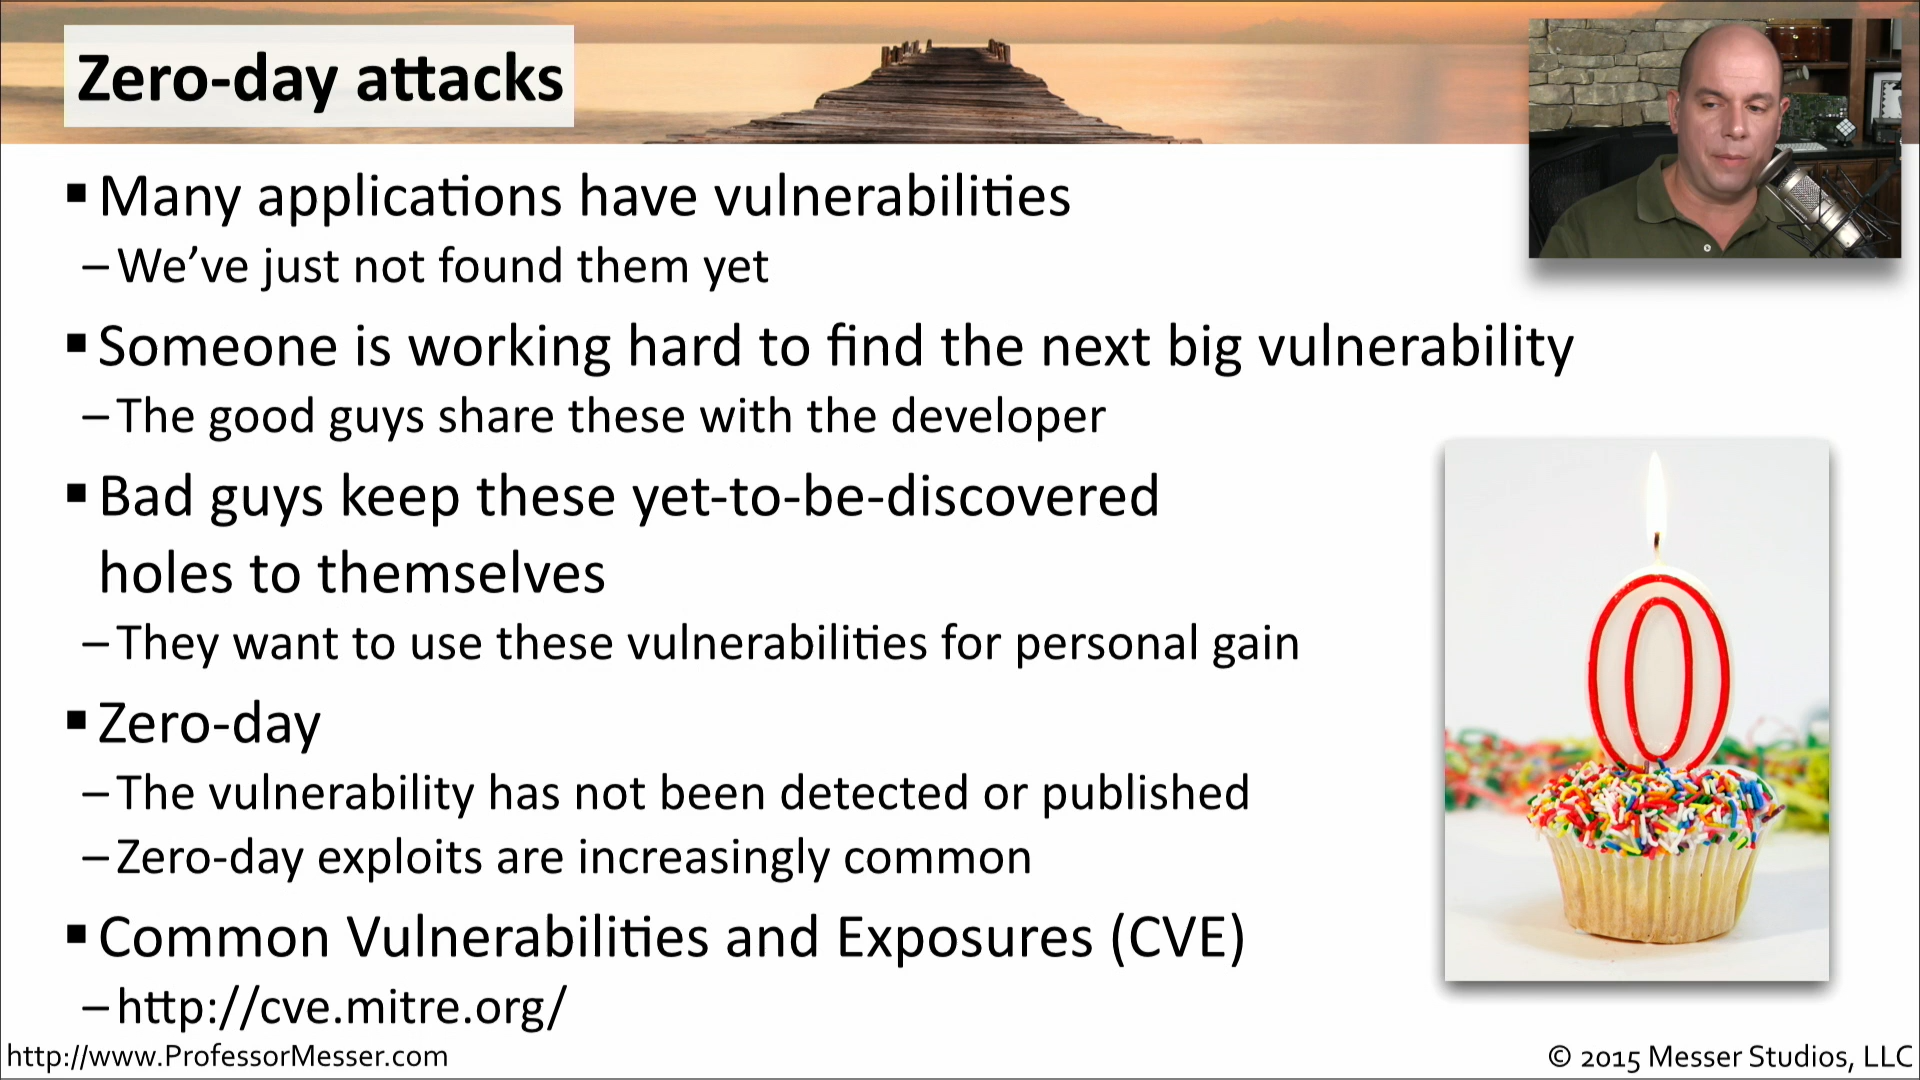 Zero-day attacks
▪ Many applications have vulnerabilities
– We’ve just not found them yet
▪ Someone is working hard to find the next big vulnerability
– The good guys share these with the developer
▪ Bad guys keep these yet-to-be-discovered
holes to themselves
– They want to use these vulnerabilities for personal gain
▪ Zero-day
– The vulnerability has not been detected or published
– Zero-day exploits are increasingly common
▪ Common Vulnerabilities and Exposures (CVE)
– http://cve.mitre.org/
0
http://www.ProfessorMesser.com
© 2015 Messer Studios, LLC